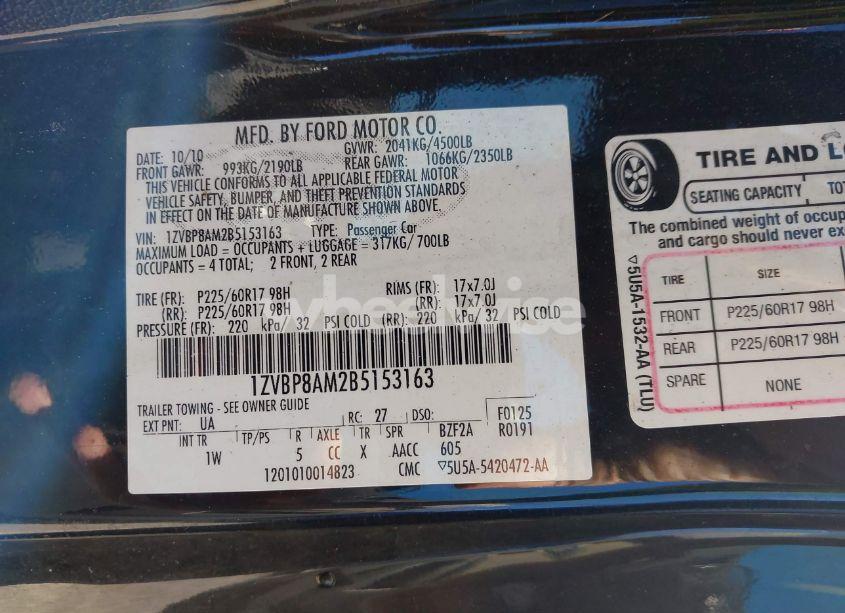 MFD. BY FORD MOTOR CO.
DATE: 10/10 GVWR: 2041KG/4500LB
FRONT GAWR: 993KG/2190LB REAR GAWR: 1066KG/2350LB
THIS VEHICLE CONFORMS TO ALL APPLICABLE FEDERAL MOTOR
VEHICLE SAFETY, BUMPER, AND THEFT PREVENTION STANDARDS
IN EFFECT ON THE DATE OF MANUFACTURE SHOWN ABOVE.
VIN: 1ZVBP8AM2B5153163 TYPE: Passenger Car
MAXIMUM LOAD = OCCUPANTS + LUGGAGE = 317KG/700LB
OCCUPANTS = 4 TOTAL; 2 FRONT, 2 REAR
TIRE (FR): P225/60R17 98H RIMS (FR): 17x7.0J
(RR): P225/60R17 98H (RR): 17x7.0J
PRESSURE (FR): 220 kPa/ 32 PSI COLD (RR): 220 kPa/ 32 PSI COLD
1ZVBP8AM2B5153163
TRAILER TOWING - SEE OWNER GUIDE
EXT PNT: UA RC: 27 DSO: F0125
R0191
INT TR TP/PS R AXLE TR SPR BZF2A
1W 5 CC X AACC 605
1201010014823 CMC ▽5U5A-5420472-AA
TIRE AND LO
SEATING CAPACITY TOT
The combined weight of occup
and cargo should never ex
TIRE SIZE
FRONT P225/60R17 98H
REAR P225/60R17 98H
SPARE NONE
▽5U5A-1532-AA (TLU)
wheelwise